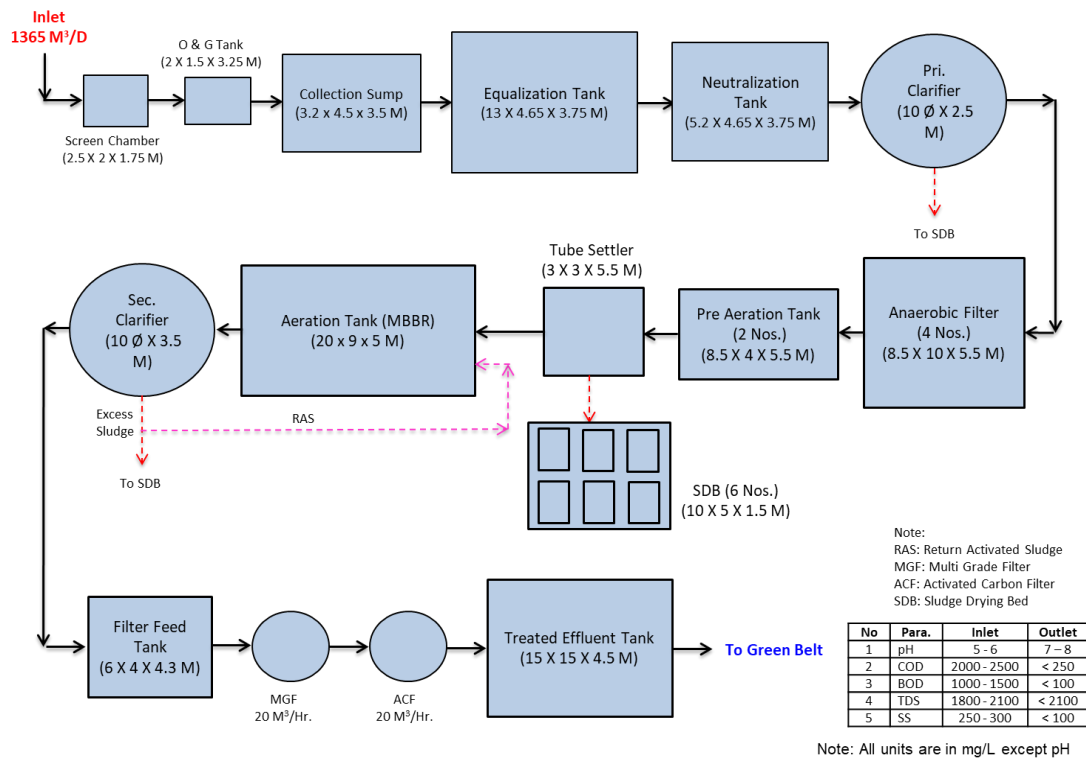 Inlet
1365 M³/D
O & G Tank
(2 X 1.5 X 3.25 M)
Screen Chamber
(2.5 X 2 X 1.75 M)
Collection Sump
(3.2 x 4.5 x 3.5 M)
Equalization Tank
(13 X 4.65 X 3.75 M)
Neutralization
Tank
(5.2 X 4.65 X 3.75 M)
Pri.
Clarifier
(10 Ø X 2.5
M)
To SDB
Sec.
Clarifier
(10 Ø X 3.5
M)
Aeration Tank (MBBR)
(20 x 9 x 5 M)
Tube Settler
(3 X 3 X 5.5 M)
Pre Aeration Tank
(2 Nos.)
(8.5 X 4 X 5.5 M)
Anaerobic Filter
(4 Nos.)
(8.5 X 10 X 5.5 M)
Excess
Sludge
RAS
To SDB
SDB (6 Nos.)
(10 X 5 X 1.5 M)
Note:
RAS: Return Activated Sludge
MGF: Multi Grade Filter
ACF: Activated Carbon Filter
SDB: Sludge Drying Bed
Filter Feed
Tank
(6 X 4 X 4.3 M)
MGF
20 M³/Hr.
ACF
20 M³/Hr.
Treated Effluent Tank
(15 X 15 X 4.5 M)
To Green Belt
No Para. Inlet Outlet
1 pH 5 - 6 7 – 8
2 COD 2000 - 2500 < 250
3 BOD 1000 - 1500 < 100
4 TDS 1800 - 2100 < 2100
5 SS 250 - 300 < 100
Note: All units are in mg/L except pH